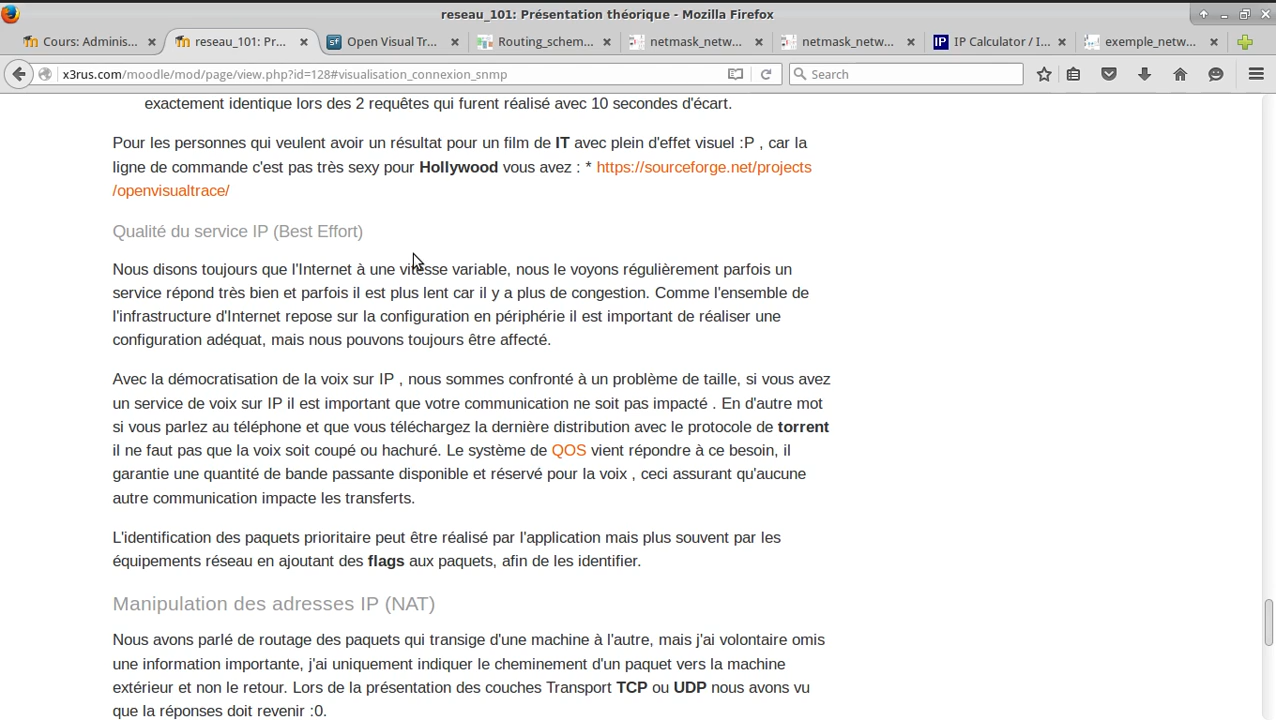 reseau_101: Présentation théorique - Mozilla Firefox
Cours: Adminis...
reseau_101: Pr...
sf Open Visual Tr...
Routing_schem...
netmask_netw...
netmask_netw...
IP IP Calculator / I...
exemple_netw...
x3rus.com/moodle/mod/page/view.php?id=128#visualisation_connexion_snmp
Search
exactement identique lors des 2 requêtes qui furent réalisé avec 10 secondes d'écart.
Pour les personnes qui veulent avoir un résultat pour un film de IT avec plein d'effet visuel :P , car la
ligne de commande c'est pas très sexy pour Hollywood vous avez : * https://sourceforge.net/projects
/openvisualtrace/
Qualité du service IP (Best Effort)
Nous disons toujours que l'Internet à une vitesse variable, nous le voyons régulièrement parfois un
service répond très bien et parfois il est plus lent car il y a plus de congestion. Comme l'ensemble de
l'infrastructure d'Internet repose sur la configuration en périphérie il est important de réaliser une
configuration adéquat, mais nous pouvons toujours être affecté.
Avec la démocratisation de la voix sur IP , nous sommes confronté à un problème de taille, si vous avez
un service de voix sur IP il est important que votre communication ne soit pas impacté . En d'autre mot
si vous parlez au téléphone et que vous téléchargez la dernière distribution avec le protocole de torrent
il ne faut pas que la voix soit coupé ou hachuré. Le système de QOS vient répondre à ce besoin, il
garantie une quantité de bande passante disponible et réservé pour la voix , ceci assurant qu'aucune
autre communication impacte les transferts.
L'identification des paquets prioritaire peut être réalisé par l'application mais plus souvent par les
équipements réseau en ajoutant des flags aux paquets, afin de les identifier.
Manipulation des adresses IP (NAT)
Nous avons parlé de routage des paquets qui transige d'une machine à l'autre, mais j'ai volontaire omis
une information importante, j'ai uniquement indiquer le cheminement d'un paquet vers la machine
extérieur et non le retour. Lors de la présentation des couches Transport TCP ou UDP nous avons vu
que la réponses doit revenir :0.